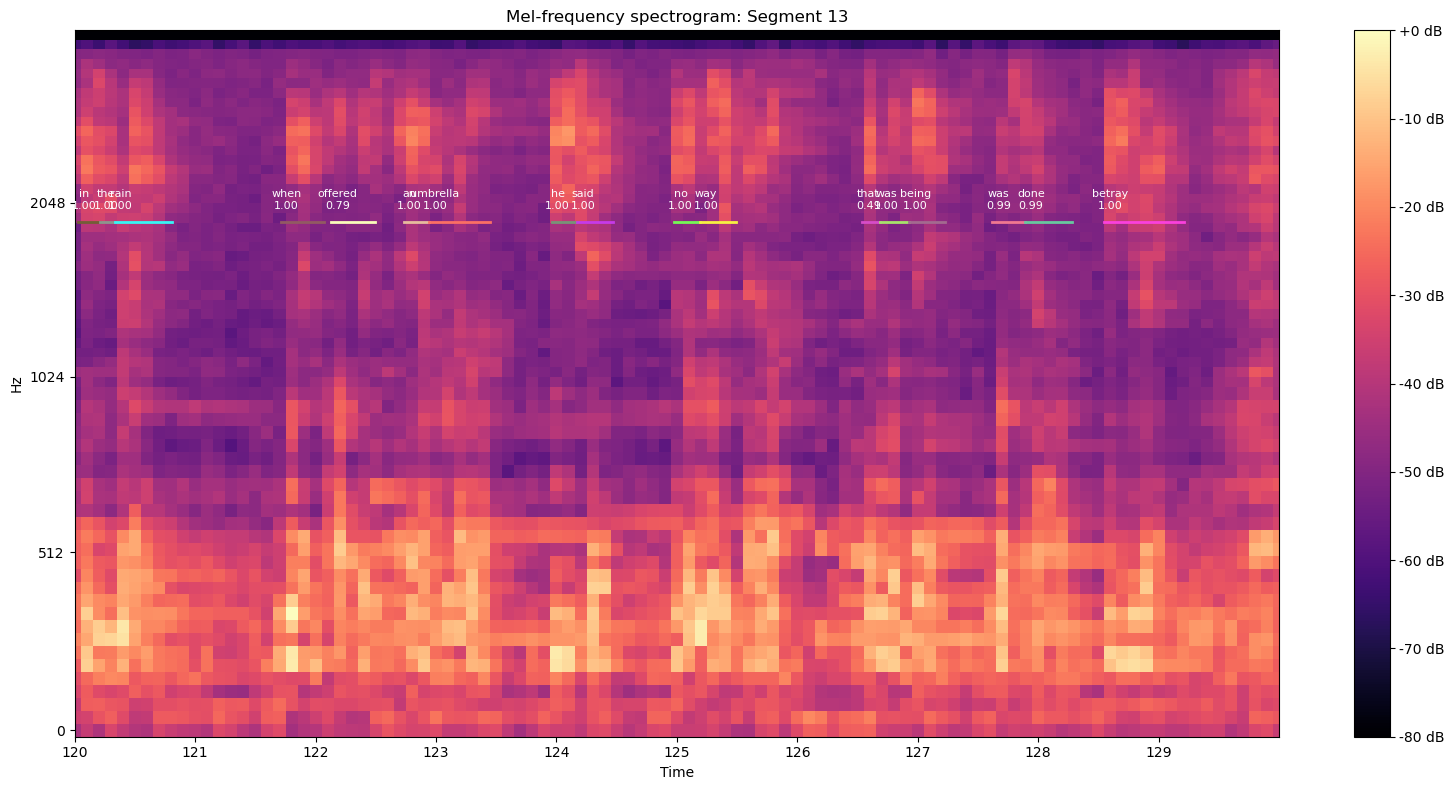 Mel-frequency spectrogram: Segment 13
+0 dB
-10 dB
-20 dB
-30 dB
-40 dB
-50 dB
-60 dB
-70 dB
-80 dB
Hz
2048
1024
512
0
in the rain when offered an umbrella he said no way that was being was done betray
1.00 1.00 1.00 1.00 0.79 1.00 1.00 1.00 1.00 1.00 1.00 0.49 1.00 1.00 0.99 0.99 1.00
120 121 122 123 124 125 126 127 128 129
Time